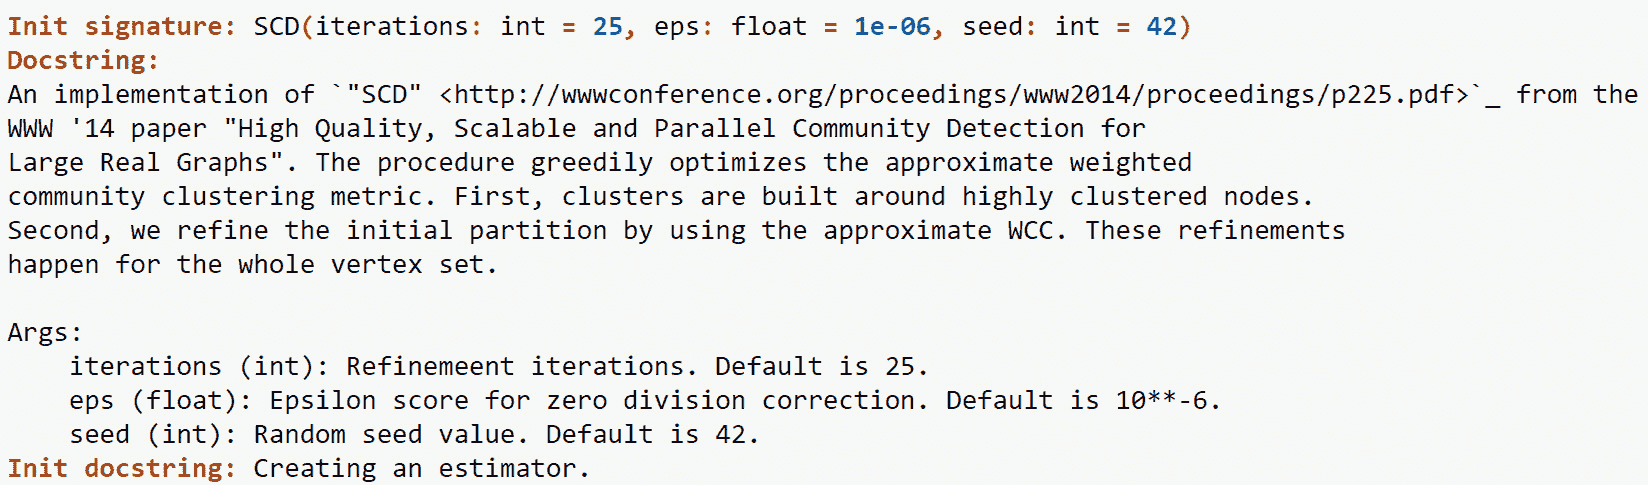 Init signature: SCD(iterations: int = 25, eps: float = 1e-06, seed: int = 42)
Docstring:
An implementation of `"SCD" <http://wwwconference.org/proceedings/www2014/proceedings/p225.pdf>`_ from the
WWW '14 paper "High Quality, Scalable and Parallel Community Detection for
Large Real Graphs". The procedure greedily optimizes the approximate weighted
community clustering metric. First, clusters are built around highly clustered nodes.
Second, we refine the initial partition by using the approximate WCC. These refinements
happen for the whole vertex set.
Args:
iterations (int): Refinemeent iterations. Default is 25.
eps (float): Epsilon score for zero division correction. Default is 10**-6.
seed (int): Random seed value. Default is 42.
Init docstring: Creating an estimator.